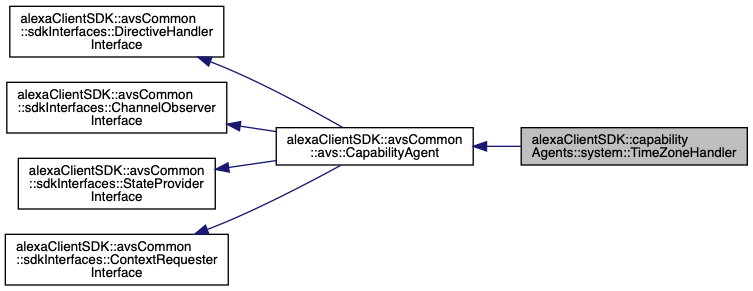 alexaClientSDK::avsCommon
::sdkInterfaces::DirectiveHandler
Interface
alexaClientSDK::avsCommon
::sdkInterfaces::ChannelObserver
Interface
alexaClientSDK::avsCommon
::avs::CapabilityAgent
alexaClientSDK::capability
Agents::system::TimeZoneHandler
alexaClientSDK::avsCommon
::sdkInterfaces::StateProvider
Interface
alexaClientSDK::avsCommon
::sdkInterfaces::ContextRequester
Interface